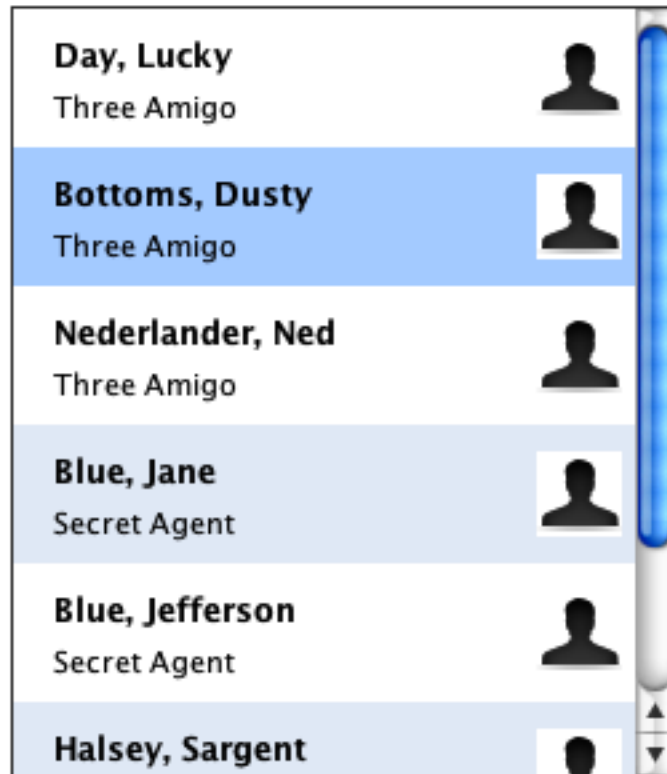 Day, Lucky
Three Amigo
Bottoms, Dusty
Three Amigo
Nederlander, Ned
Three Amigo
Blue, Jane
Secret Agent
Blue, Jefferson
Secret Agent
Halsey, Sargent